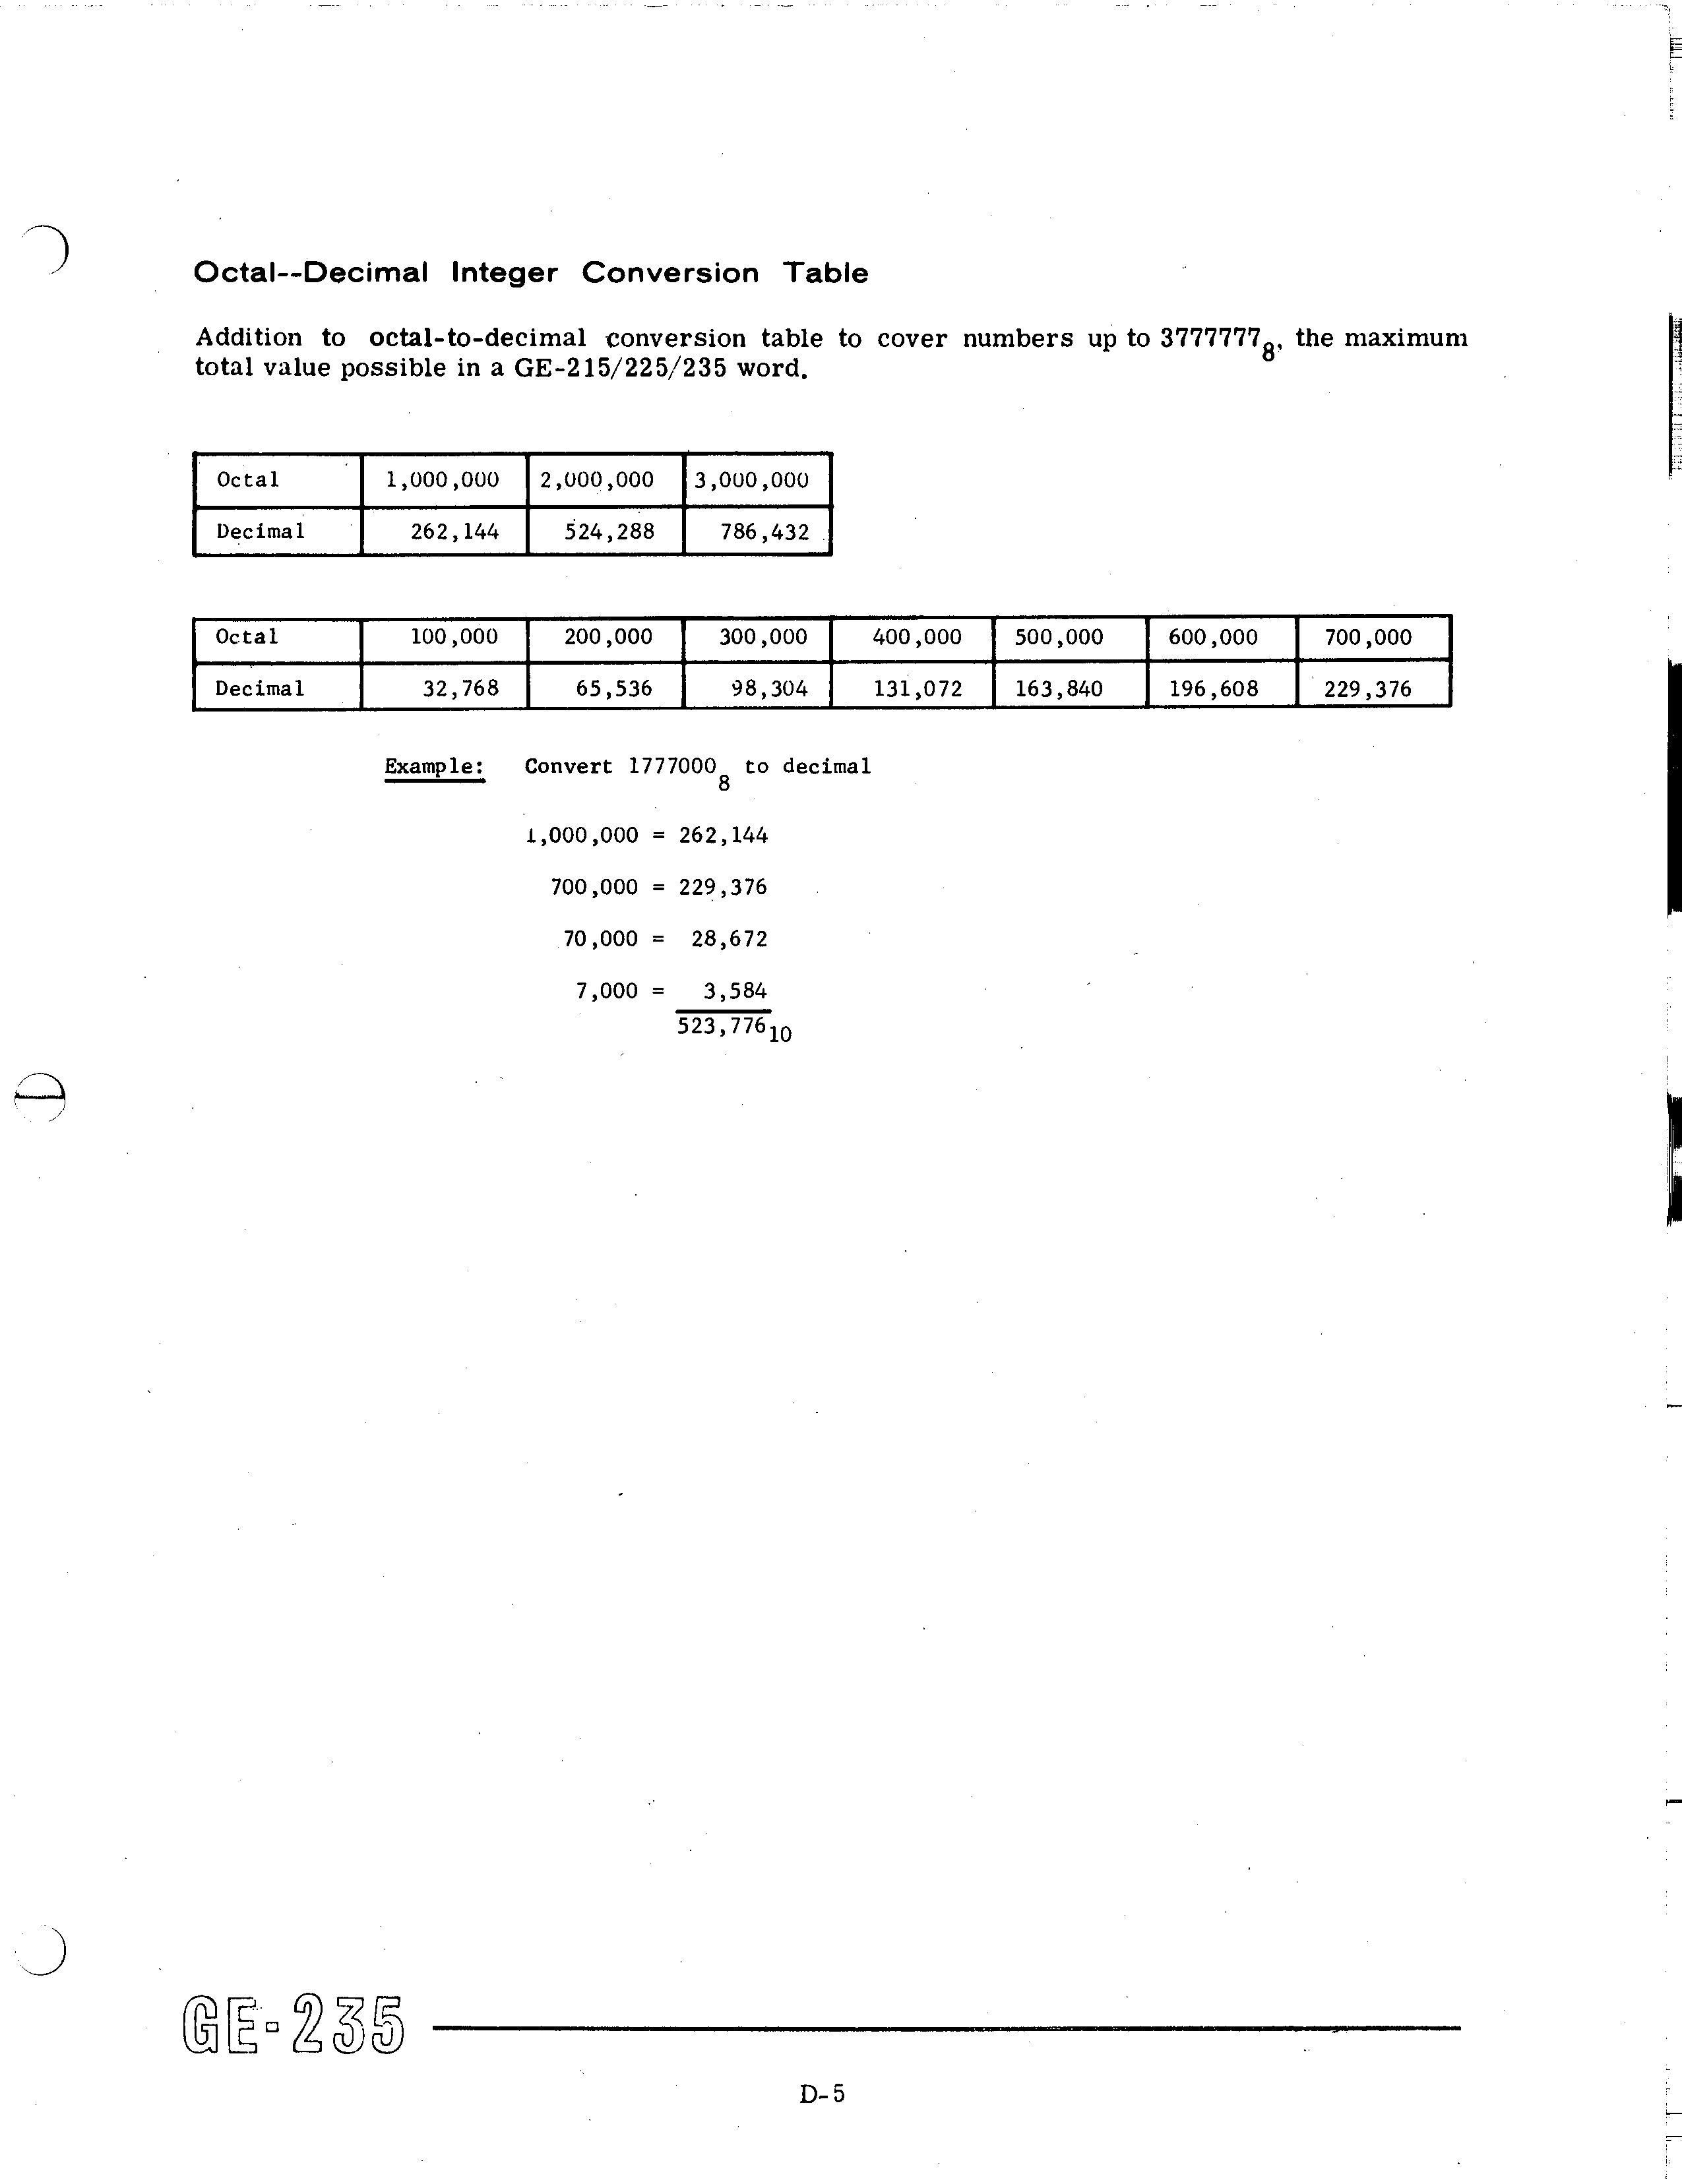 Octal--Decimal Integer Conversion Table
Addition to octal-to-decimal conversion table to cover numbers up to 3777777₈, the maximum
total value possible in a GE-215/225/235 word.
Octal 1,000,000 2,000,000 3,000,000
Decimal 262,144 524,288 786,432
Octal 100,000 200,000 300,000 400,000 500,000 600,000 700,000
Decimal 32,768 65,536 98,304 131,072 163,840 196,608 229,376
Example: Convert 1777000₈ to decimal
1,000,000 = 262,144
700,000 = 229,376
70,000 = 28,672
7,000 = 3,584
523,776₁₀
GE-235
D-5